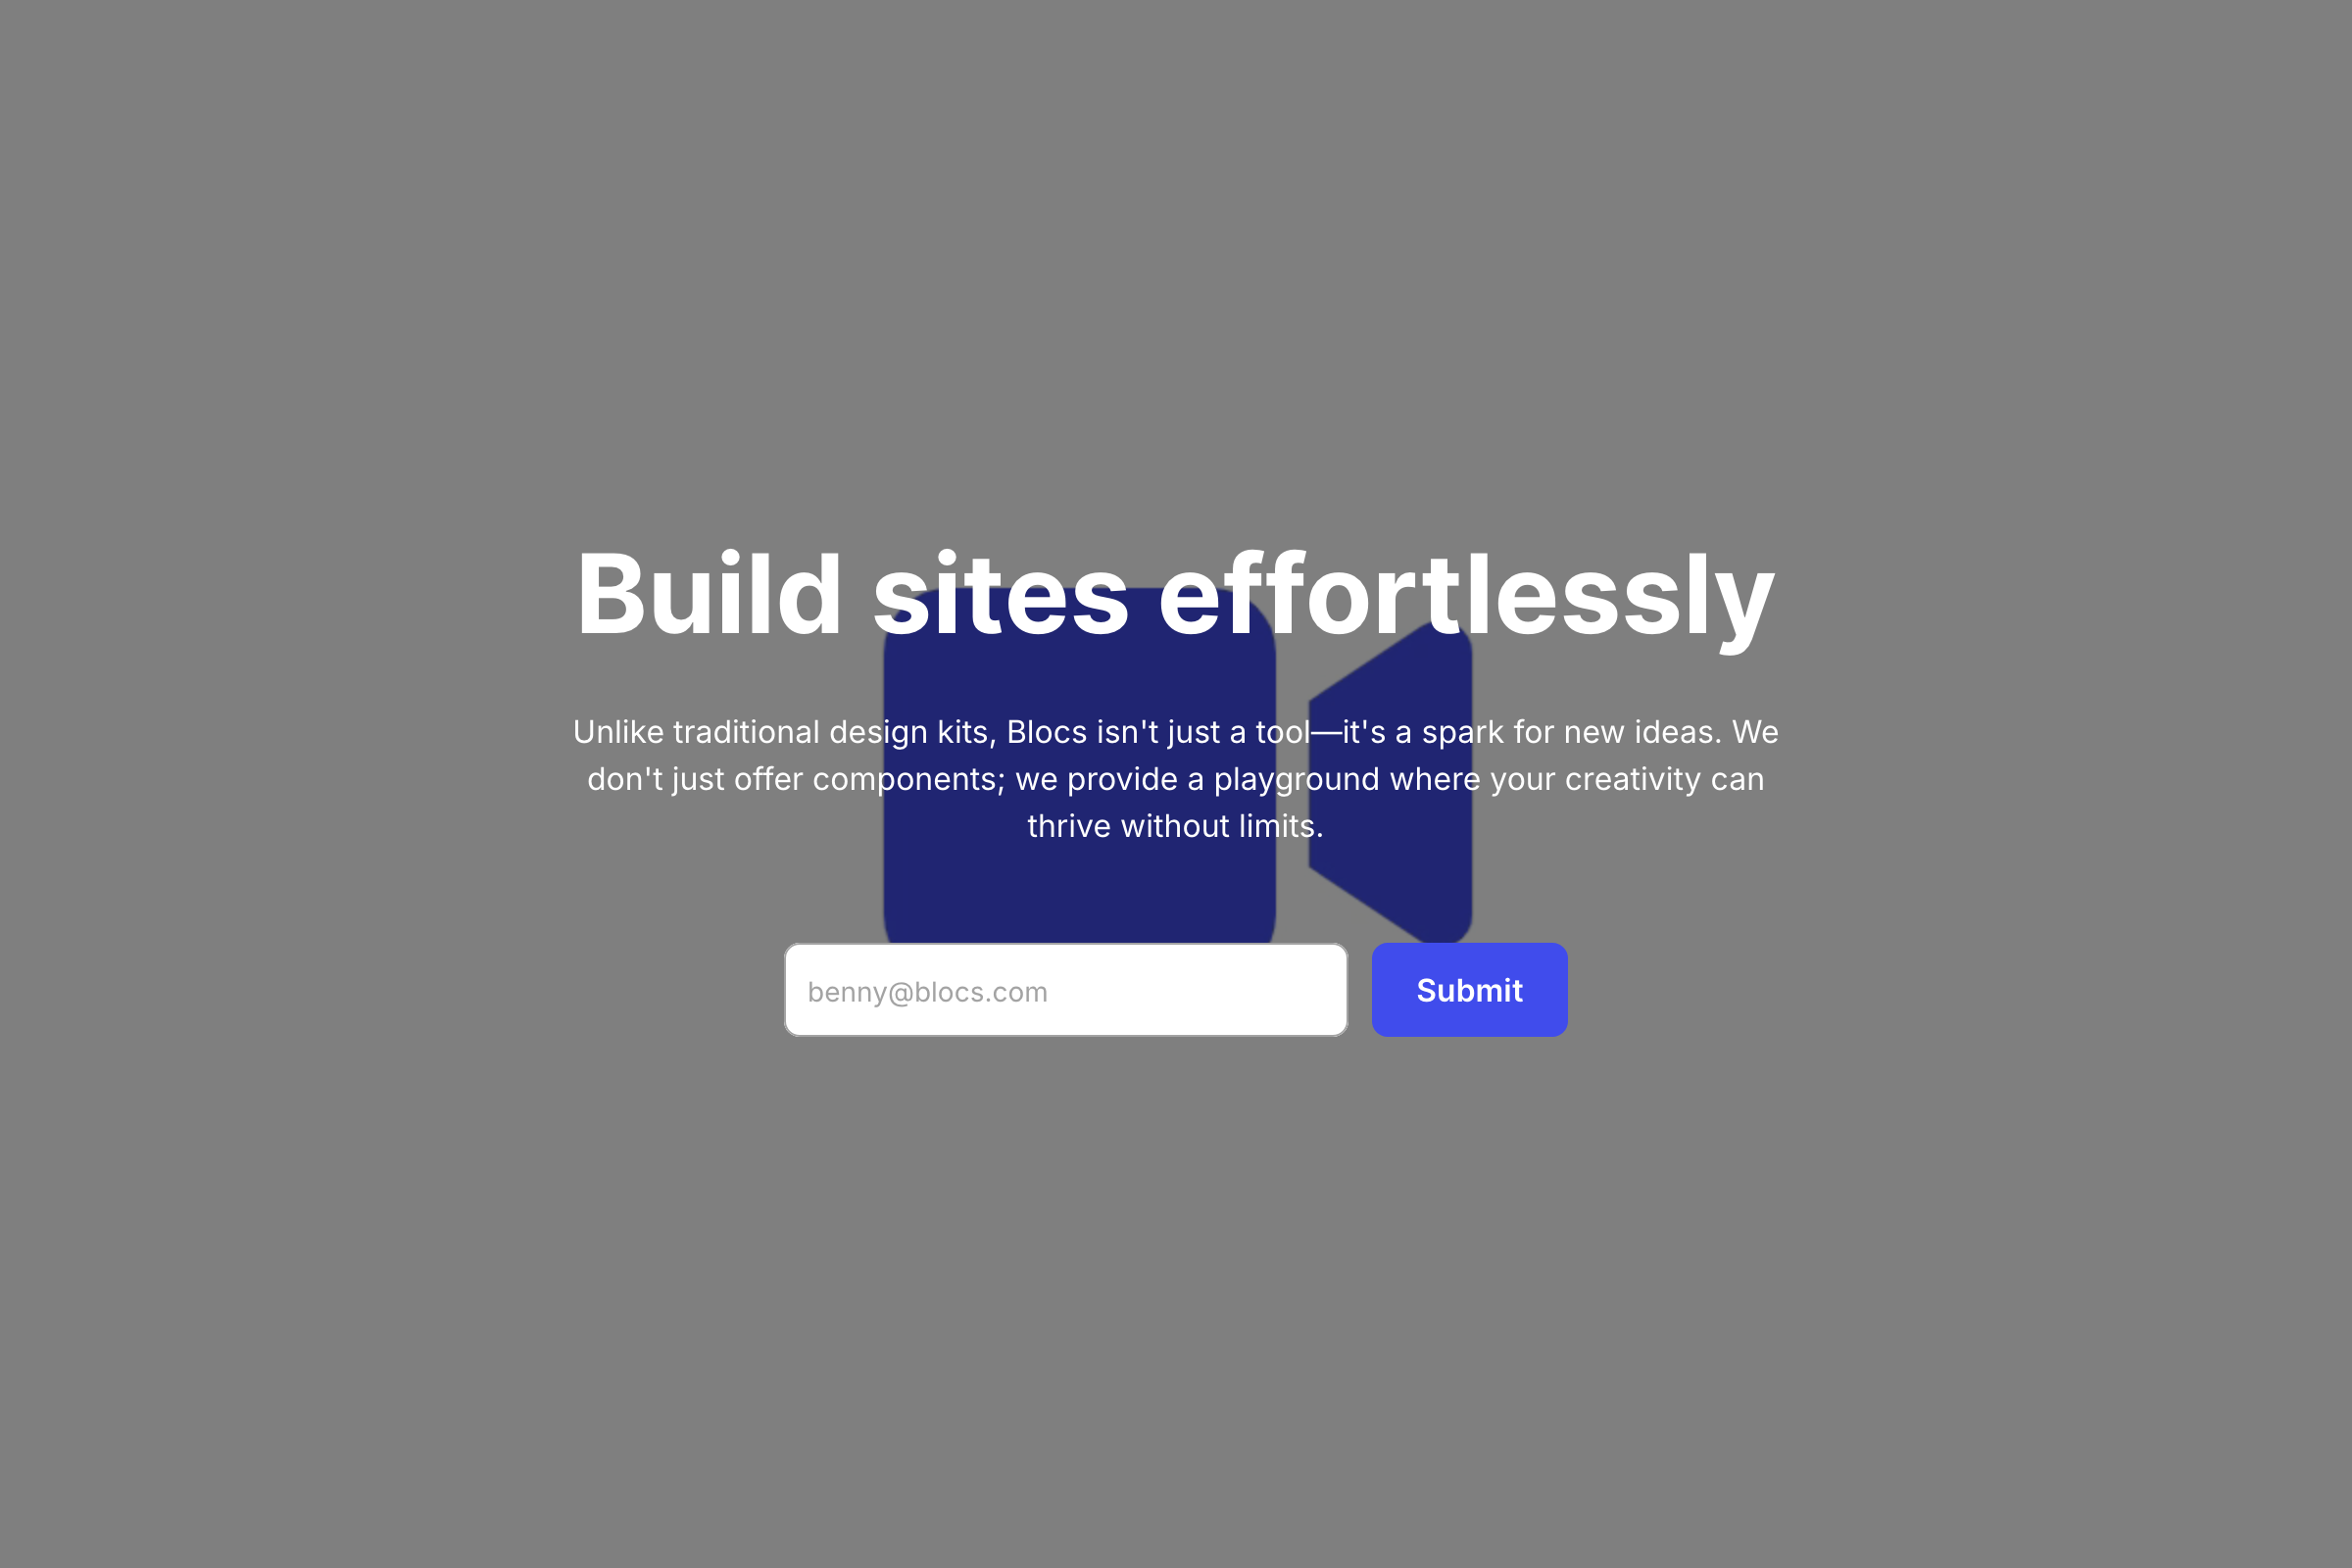 Build sites effortlessly
Unlike traditional design kits, Blocs isn't just a tool—it's a spark for new ideas. We
don't just offer components; we provide a playground where your creativity can
thrive without limits.
benny@blocs.com
Submit